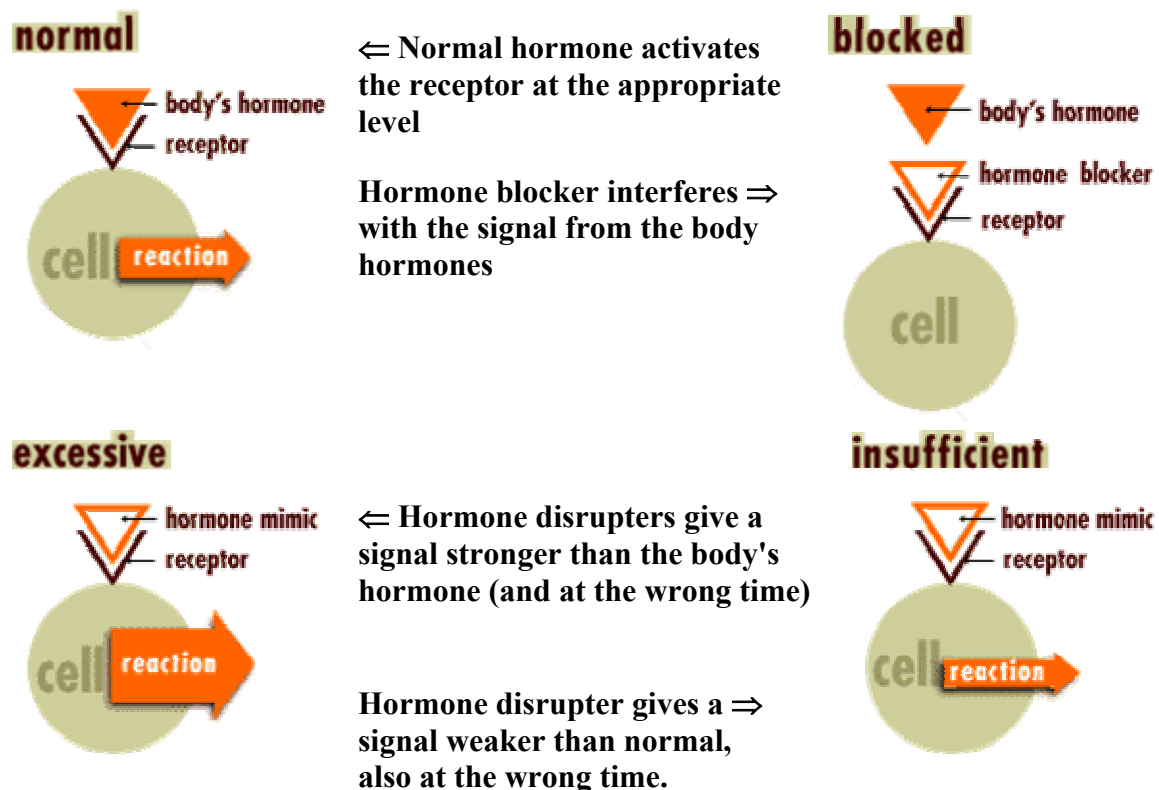 normal
body's hormone
receptor
cell
reaction
⇐ Normal hormone activates
the receptor at the appropriate
level
Hormone blocker interferes ⇒
with the signal from the body
hormones
blocked
body's hormone
hormone blocker
receptor
cell
excessive
hormone mimic
receptor
cell
reaction
⇐ Hormone disrupters give a
signal stronger than the body's
hormone (and at the wrong time)
Hormone disrupter gives a ⇒
signal weaker than normal,
also at the wrong time.
insufficient
hormone mimic
receptor
cell
reaction